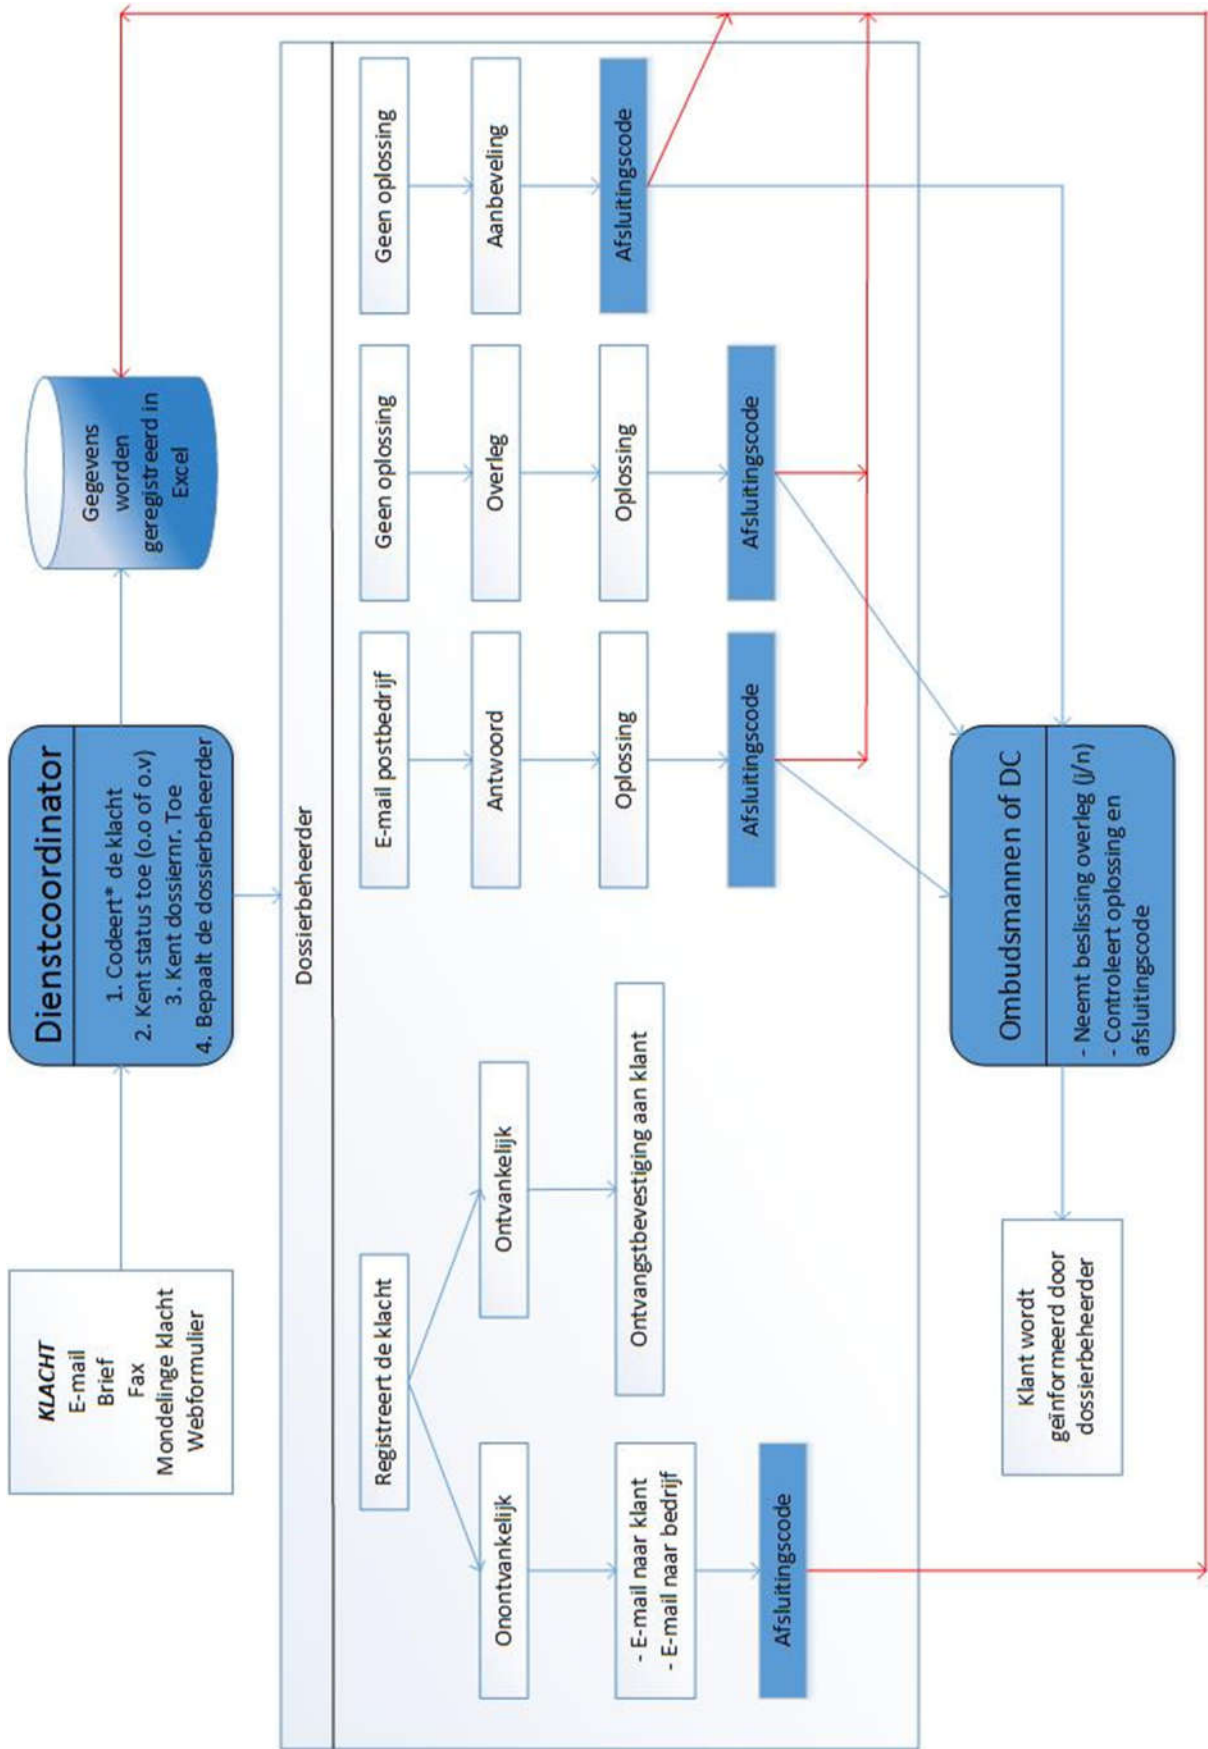 KLACHT
E-mail
Brief
Fax
Mondelinge klacht
Webformulier
Dienstcoordinator
1. Codeert* de klacht
2. Kent status toe (o.o of o.v)
3. Kent dossiernr. Toe
4. Bepaalt de dossierbeheerder
Gegevens
worden
geregistreerd in
Excel
Dossierbeheerder
Registreert de klacht
Onontvankelijk
- E-mail naar klant
- E-mail naar bedrijf
Afsluitingscode
Ontvankelijk
Ontvangstbevestiging aan klant
E-mail postbedrijf
Antwoord
Oplossing
Afsluitingscode
Geen oplossing
Overleg
Oplossing
Afsluitingscode
Geen oplossing
Aanbeveling
Afsluitingscode
Klant wordt
geïnformeerd door
dossierbeheerder
Ombudsmannen of DC
- Neemt beslissing overleg (j/n)
- Controleert oplossing en
afsluitingscode